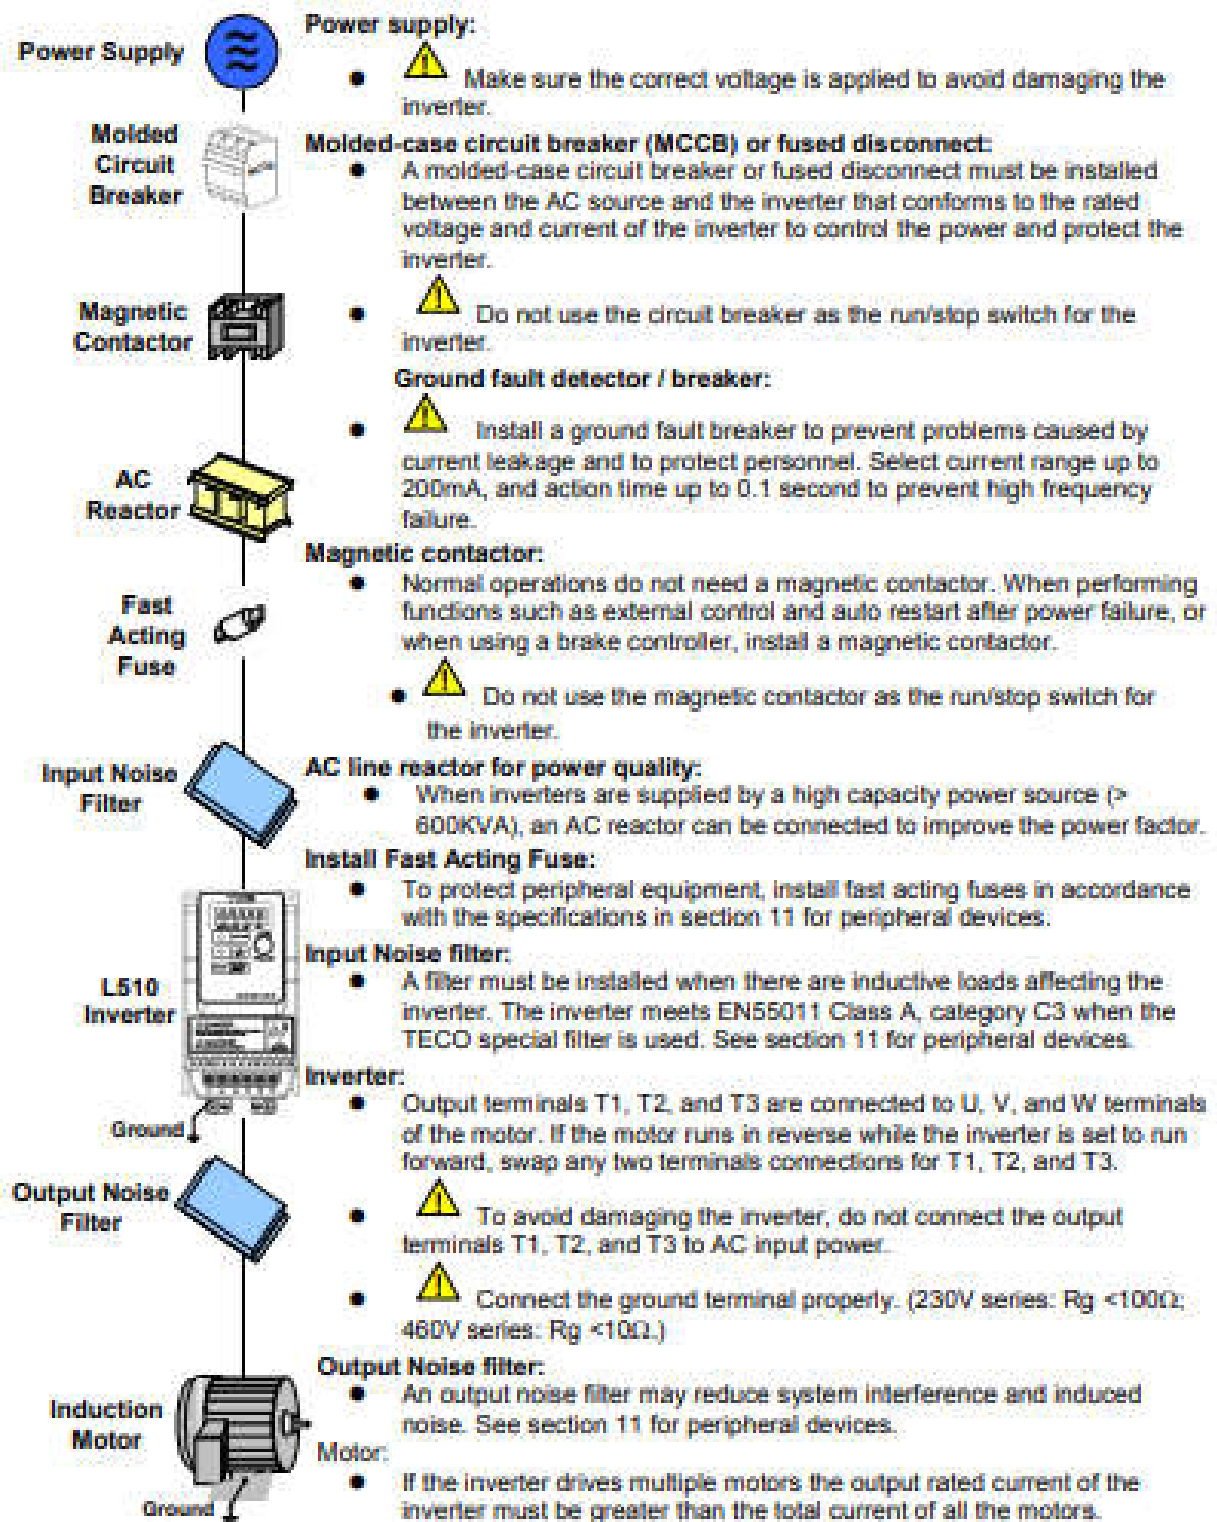 Power Supply
Power supply:
● Make sure the correct voltage is applied to avoid damaging the
inverter.
Molded
Circuit
Breaker
Molded-case circuit breaker (MCCB) or fused disconnect:
● A molded-case circuit breaker or fused disconnect must be installed
between the AC source and the inverter that conforms to the rated
voltage and current of the inverter to control the power and protect the
inverter.
Magnetic
Contactor
● Do not use the circuit breaker as the run/stop switch for the
inverter.
Ground fault detector / breaker:
● Install a ground fault breaker to prevent problems caused by
current leakage and to protect personnel. Select current range up to
200mA, and action time up to 0.1 second to prevent high frequency
failure.
AC
Reactor
Magnetic contactor:
● Normal operations do not need a magnetic contactor. When performing
functions such as external control and auto restart after power failure, or
when using a brake controller, install a magnetic contactor.
Fast
Acting
Fuse
● Do not use the magnetic contactor as the run/stop switch for
the inverter.
Input Noise
Filter
AC line reactor for power quality:
● When inverters are supplied by a high capacity power source (>
600KVA), an AC reactor can be connected to improve the power factor.
Install Fast Acting Fuse:
● To protect peripheral equipment, install fast acting fuses in accordance
with the specifications in section 11 for peripheral devices.
Input Noise filter:
● A filter must be installed when there are inductive loads affecting the
inverter. The inverter meets EN55011 Class A, category C3 when the
TECO special filter is used. See section 11 for peripheral devices.
L510
Inverter
Ground
Inverter:
● Output terminals T1, T2, and T3 are connected to U, V, and W terminals
of the motor. If the motor runs in reverse while the inverter is set to run
forward, swap any two terminals connections for T1, T2, and T3.
Output Noise
Filter
● To avoid damaging the inverter, do not connect the output
terminals T1, T2, and T3 to AC input power.
● Connect the ground terminal properly. (230V series: Rg <100Ω;
460V series: Rg <10Ω.)
Output Noise filter:
● An output noise filter may reduce system interference and induced
noise. See section 11 for peripheral devices.
Induction
Motor
Ground
Motor:
● If the inverter drives multiple motors the output rated current of the
inverter must be greater than the total current of all the motors.